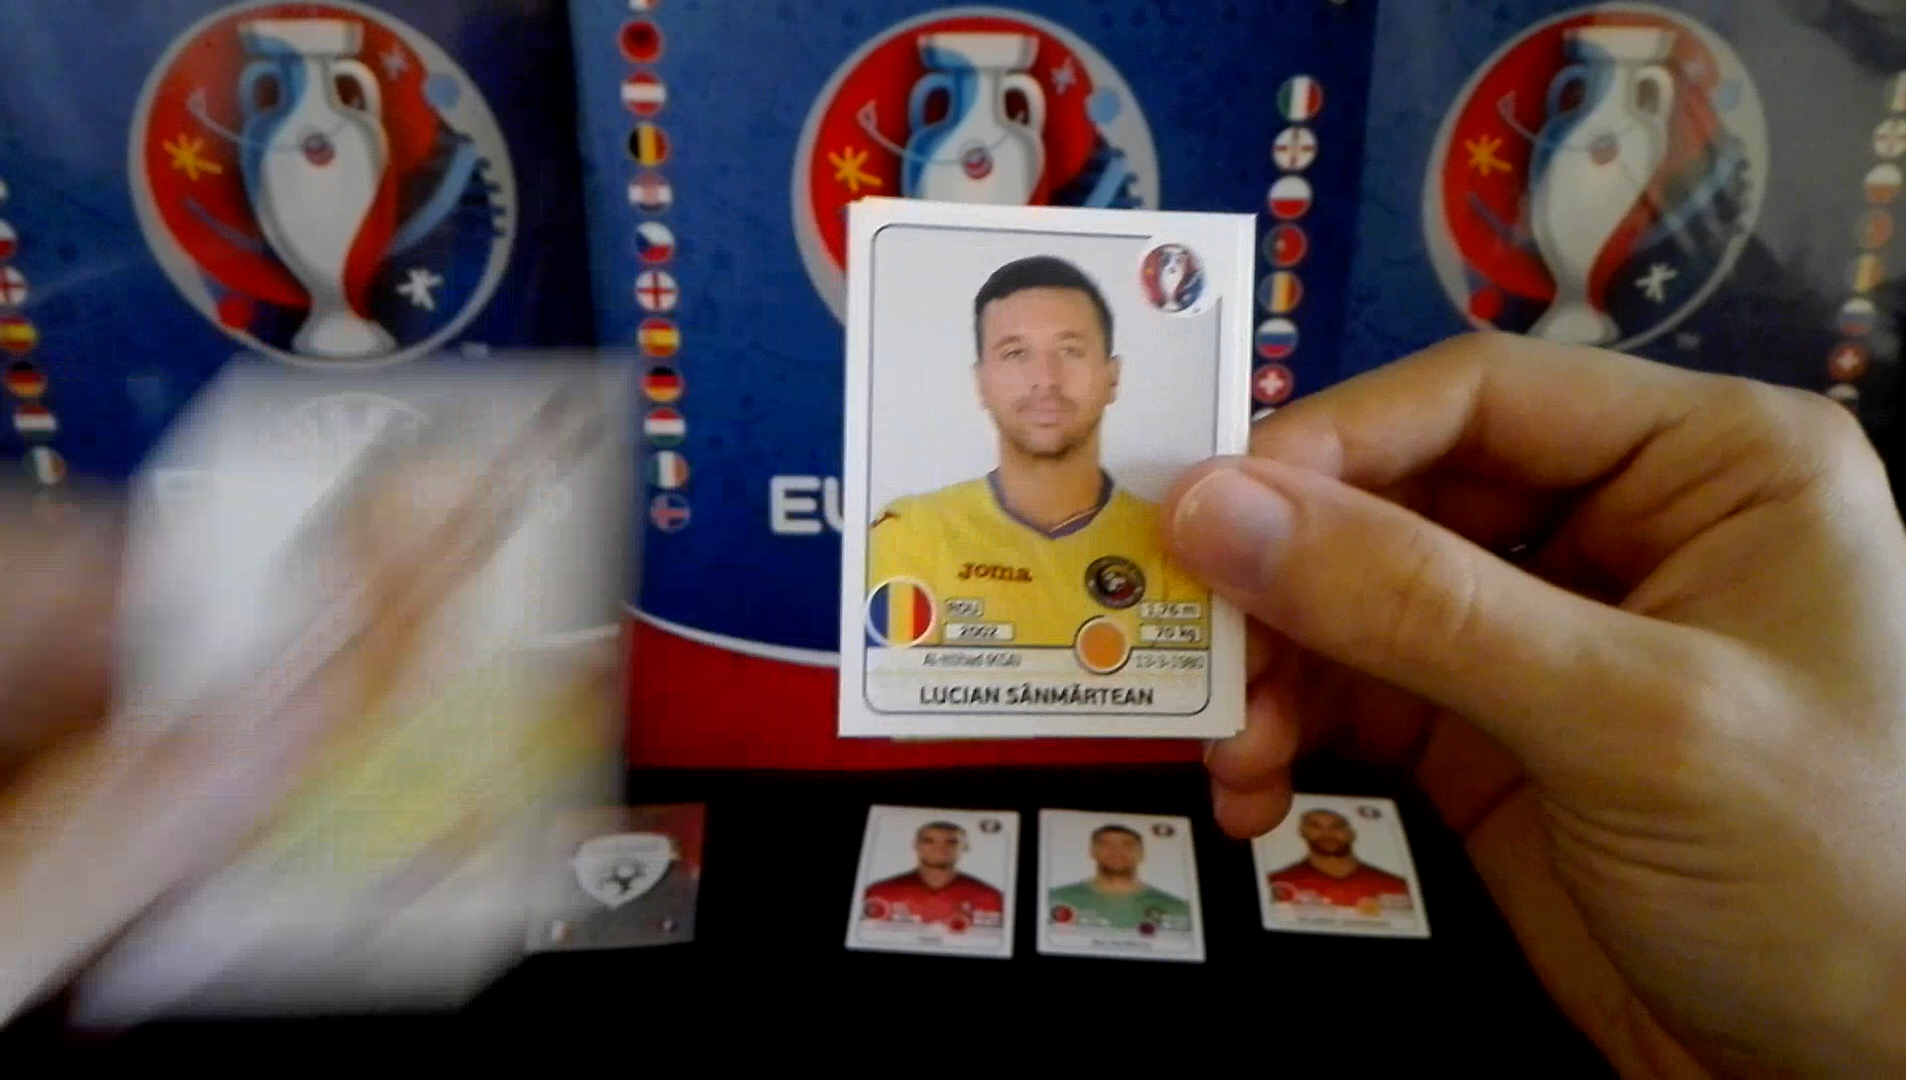 EU
joma
ROU
1,76 m
2002
70 kg
Al-Ittihad (KSA)
13-3-1980
LUCIAN SÂNMĂRTEAN